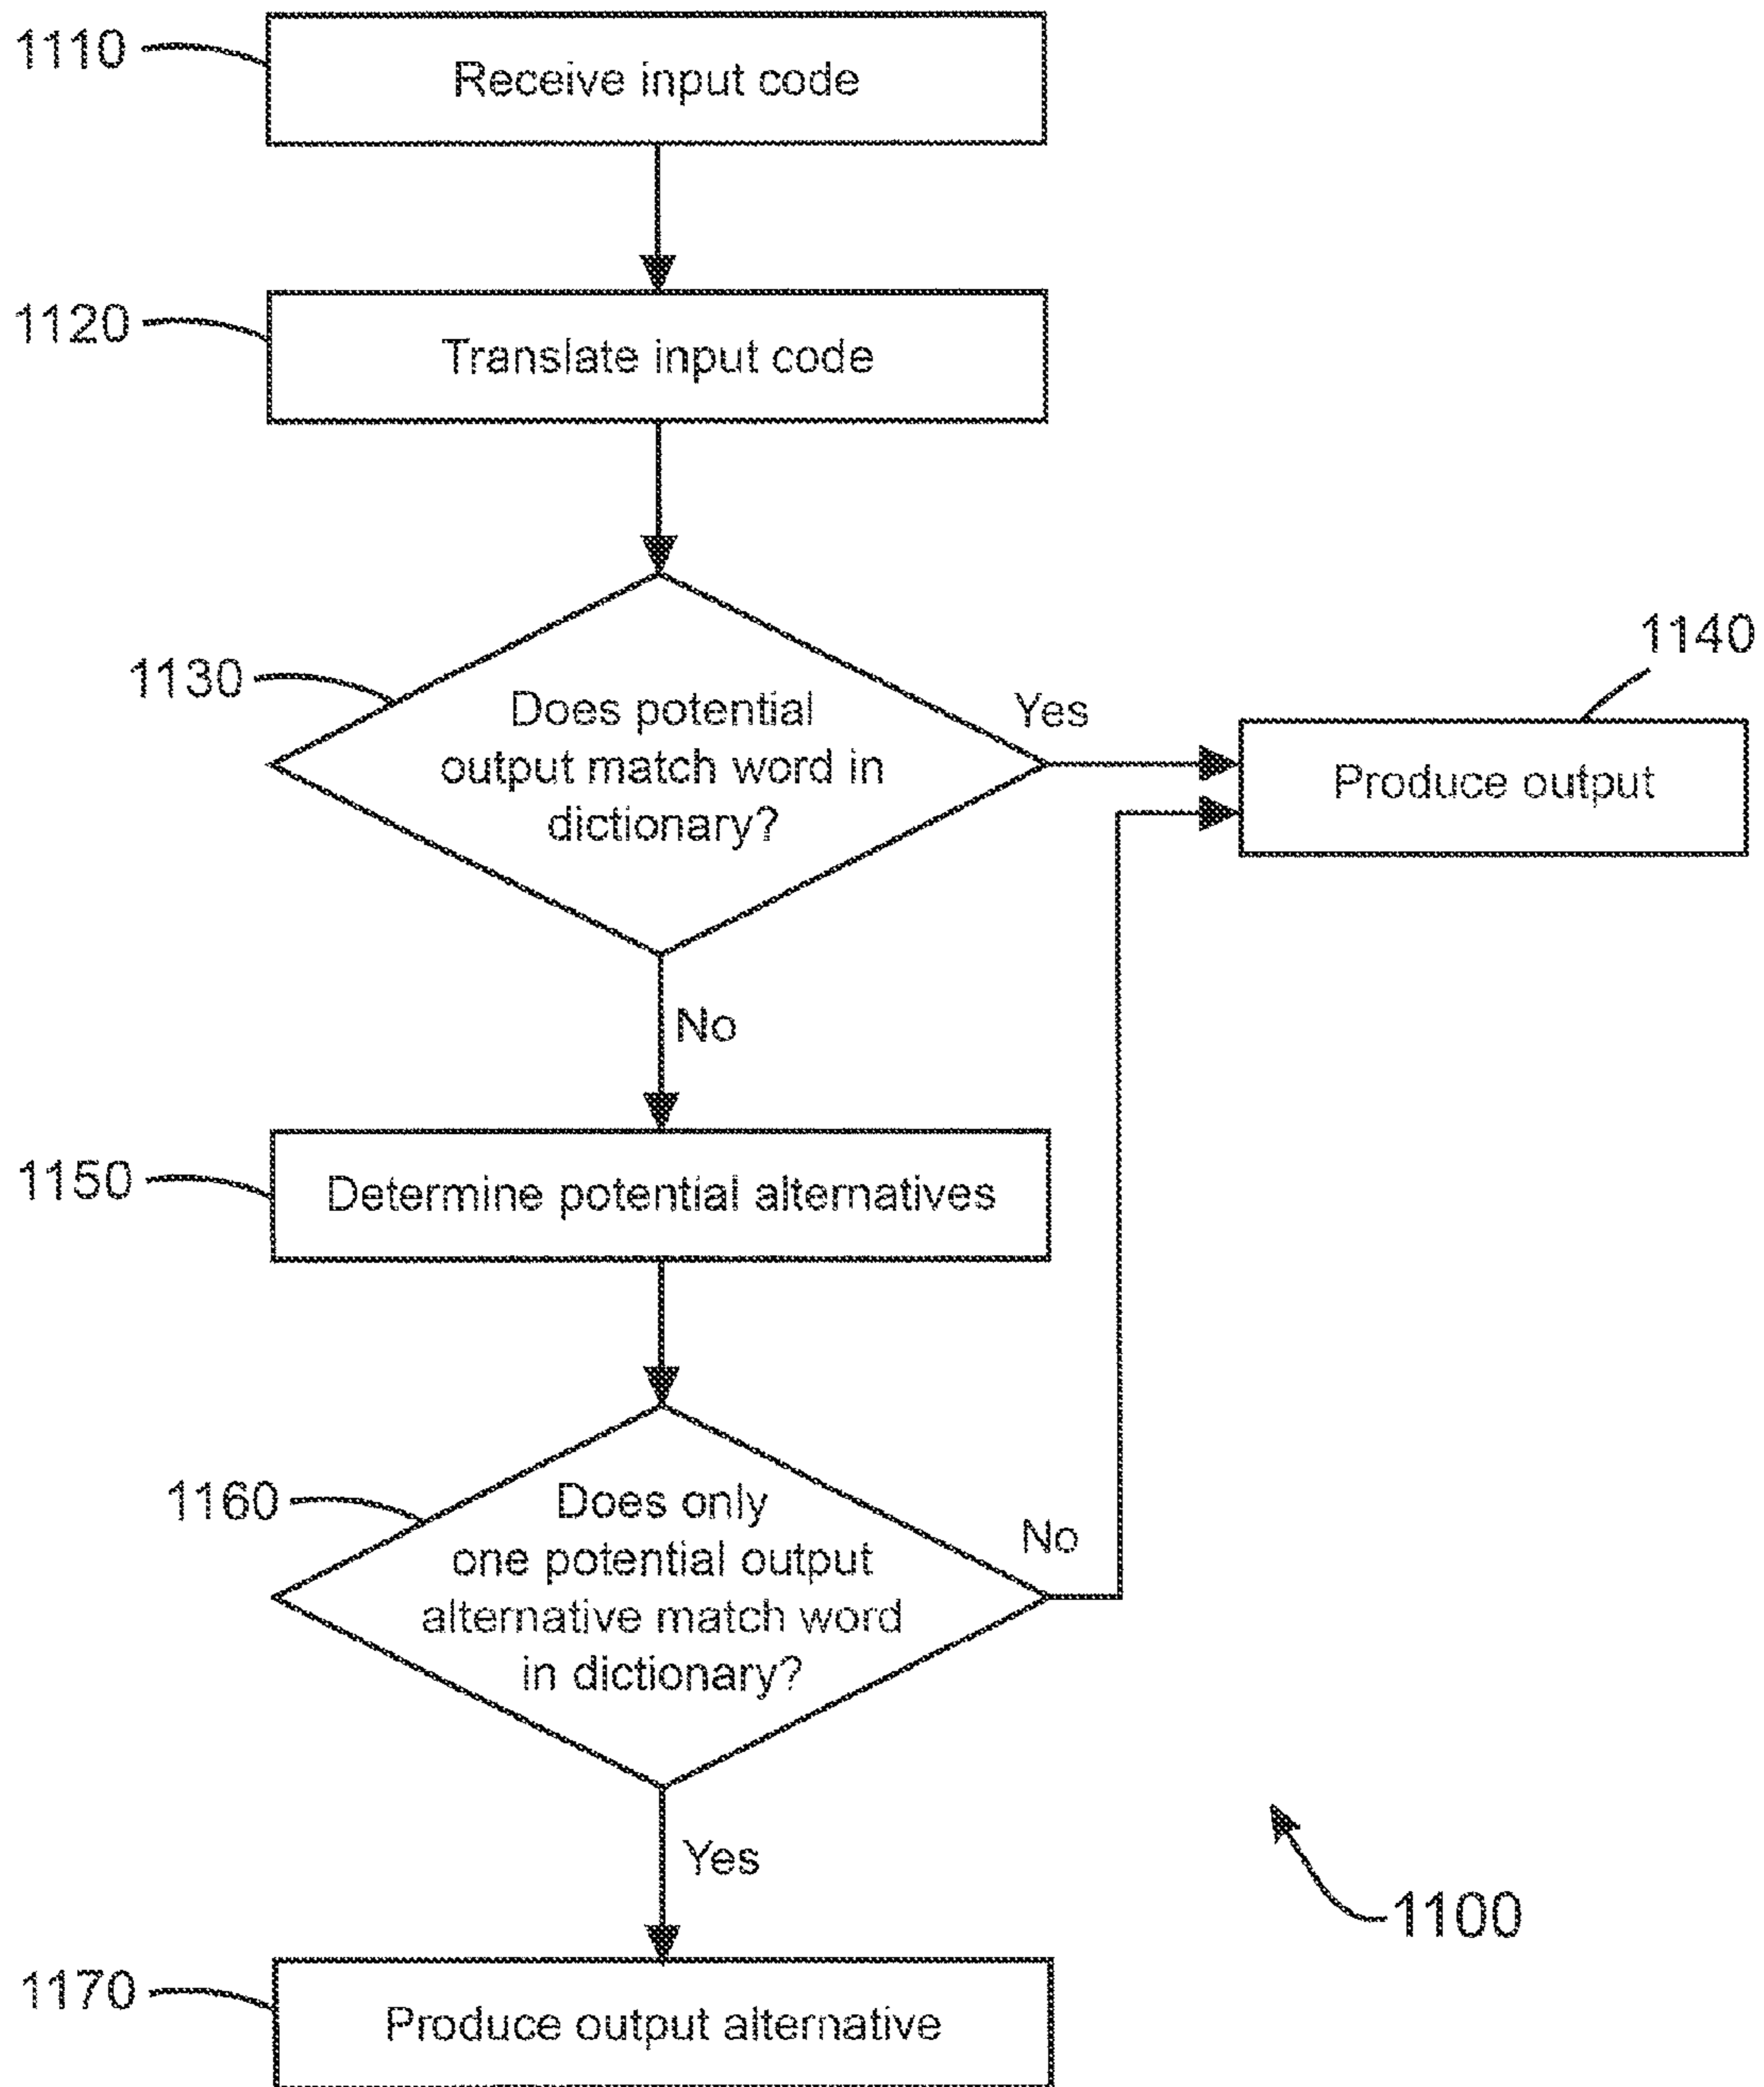 1110
Receive input code
1120
Translate input code
1130
Does potential
output match word in
dictionary?
Yes
1140
Produce output
No
1150
Determine potential alternatives
1160
Does only
one potential output
alternative match word
in dictionary?
No
Yes
1100
1170
Produce output alternative